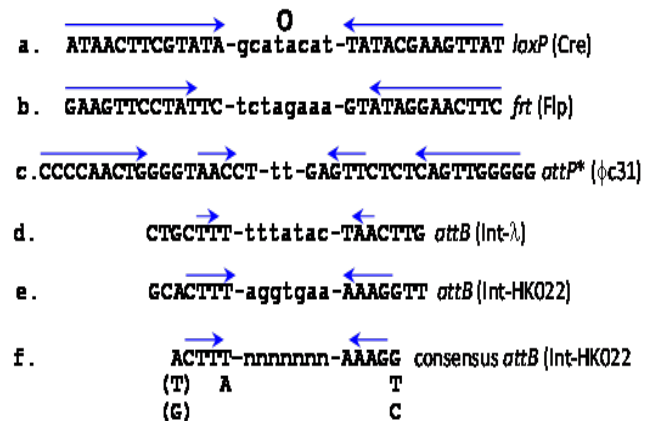 O
a. ATAACTTCGTATA-gcatacat-TATACGAAGTTAT loxP (Cre)
b. GAAGTTCCTATTC-tctagaaa-GTATAGGAACTTC frt (Flp)
c. CCCCAACTGGGGTAACCT-tt-GAGTTCTCTCAGTTGGGGG attP* (ϕc31)
d. CTGCTTT-tttatac-TAACTTG attB (Int-λ)
e. GCACTTT-aggtgaa-AAAGGTT attB (Int-HK022)
f. ACTTT-nnnnnnn-AAAGG consensus attB (Int-HK022
(T) A T
(G) C